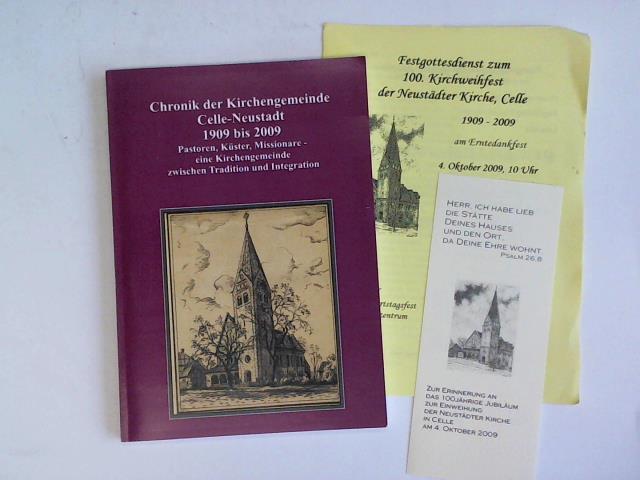 Chronik der Kirchengemeinde
Celle-Neustadt
1909 bis 2009
Pastoren, Küster, Missionare -
eine Kirchengemeinde
zwischen Tradition und Integration
Festgottesdienst zum
100. Kirchweihfest
der Neustädter Kirche, Celle
1909 - 2009
am Erntedankfest
4. Oktober 2009, 10 Uhr
HERR, ICH HABE LIEB
DIE STÄTTE
DEINES HAUSES
UND DEN ORT,
DA DEINE EHRE WOHNT
PSALM 26,8
ZUR ERINNERUNG AN
DAS 100JÄHRIGE JUBILÄUM
ZUR EINWEIHUNG
DER NEUSTÄDTER KIRCHE
IN CELLE
AM 4. OKTOBER 2009